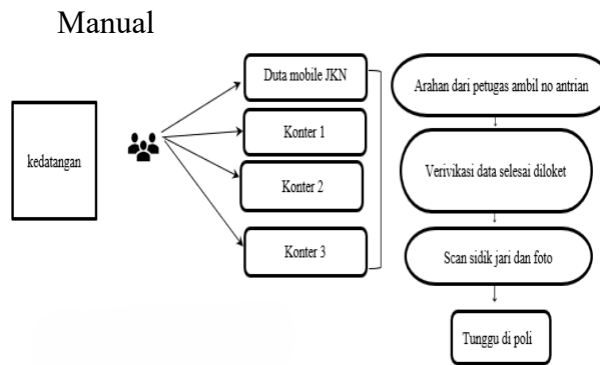 Manual
kedatangan
Duta mobile JKN
Konter 1
Konter 2
Konter 3
Arahan dari petugas ambil no antrian
Verivikasi data selesai diloket
Scan sidik jari dan foto
Tunggu di poli